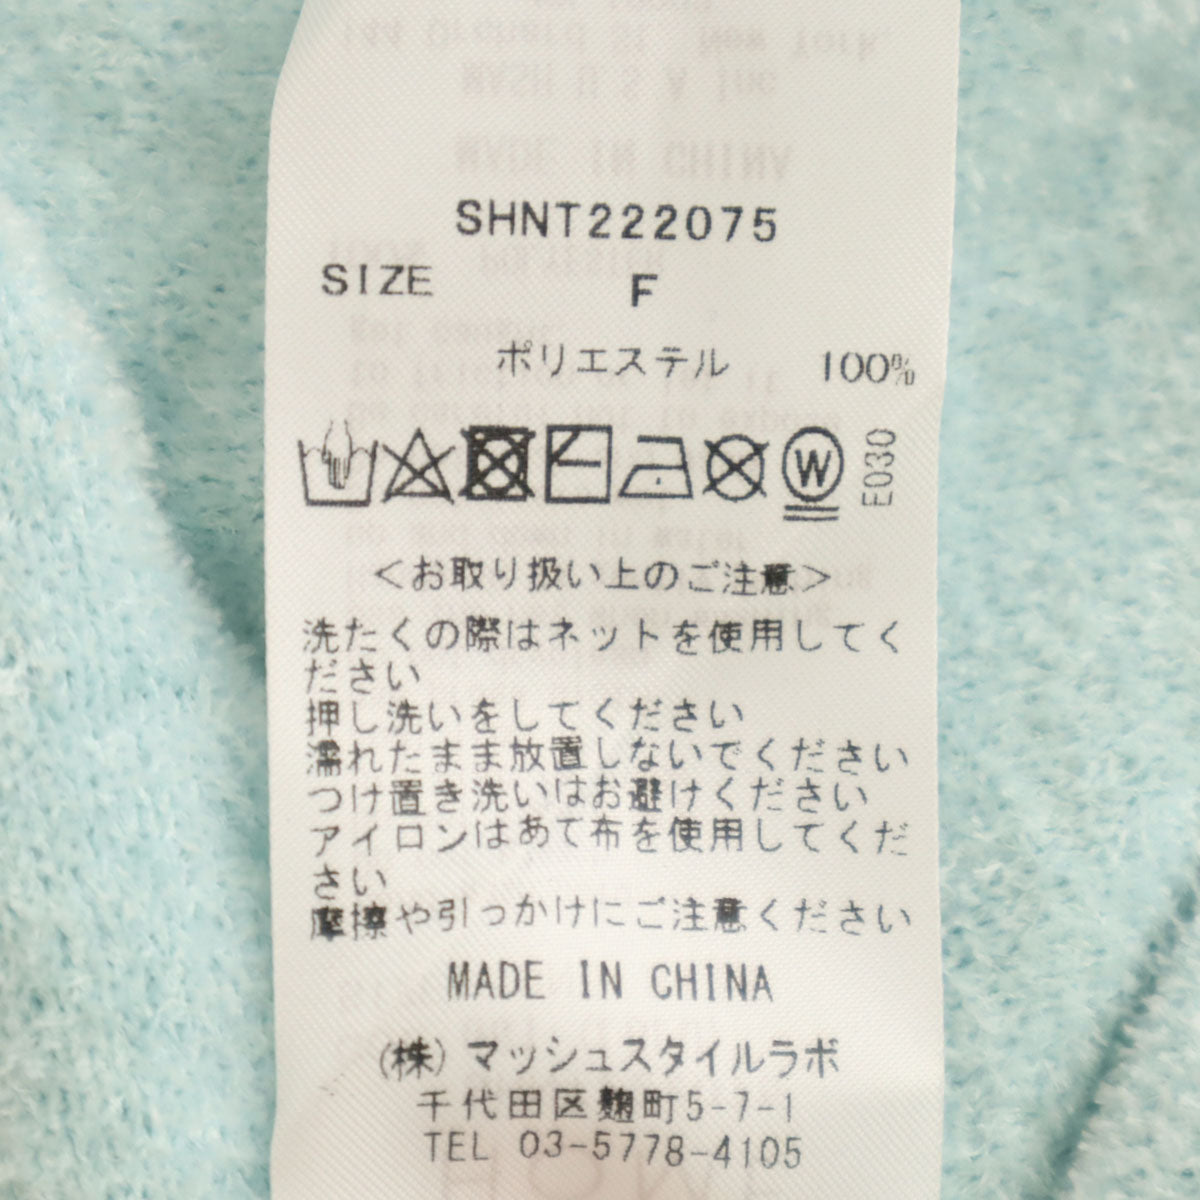 SHNT222075
SIZE F
ポリエステル 100%
W E030
<お取り扱い上のご注意>
洗たくの際はネットを使用してく
ださい
押し洗いをしてください
濡れたまま放置しないでください
つけ置き洗いはお避けください
アイロンはあて布を使用してくだ
さい
摩擦や引っかけにご注意ください
MADE IN CHINA
(株)マッシュスタイルラボ
千代田区麹町5-7-1
TEL 03-5778-4105